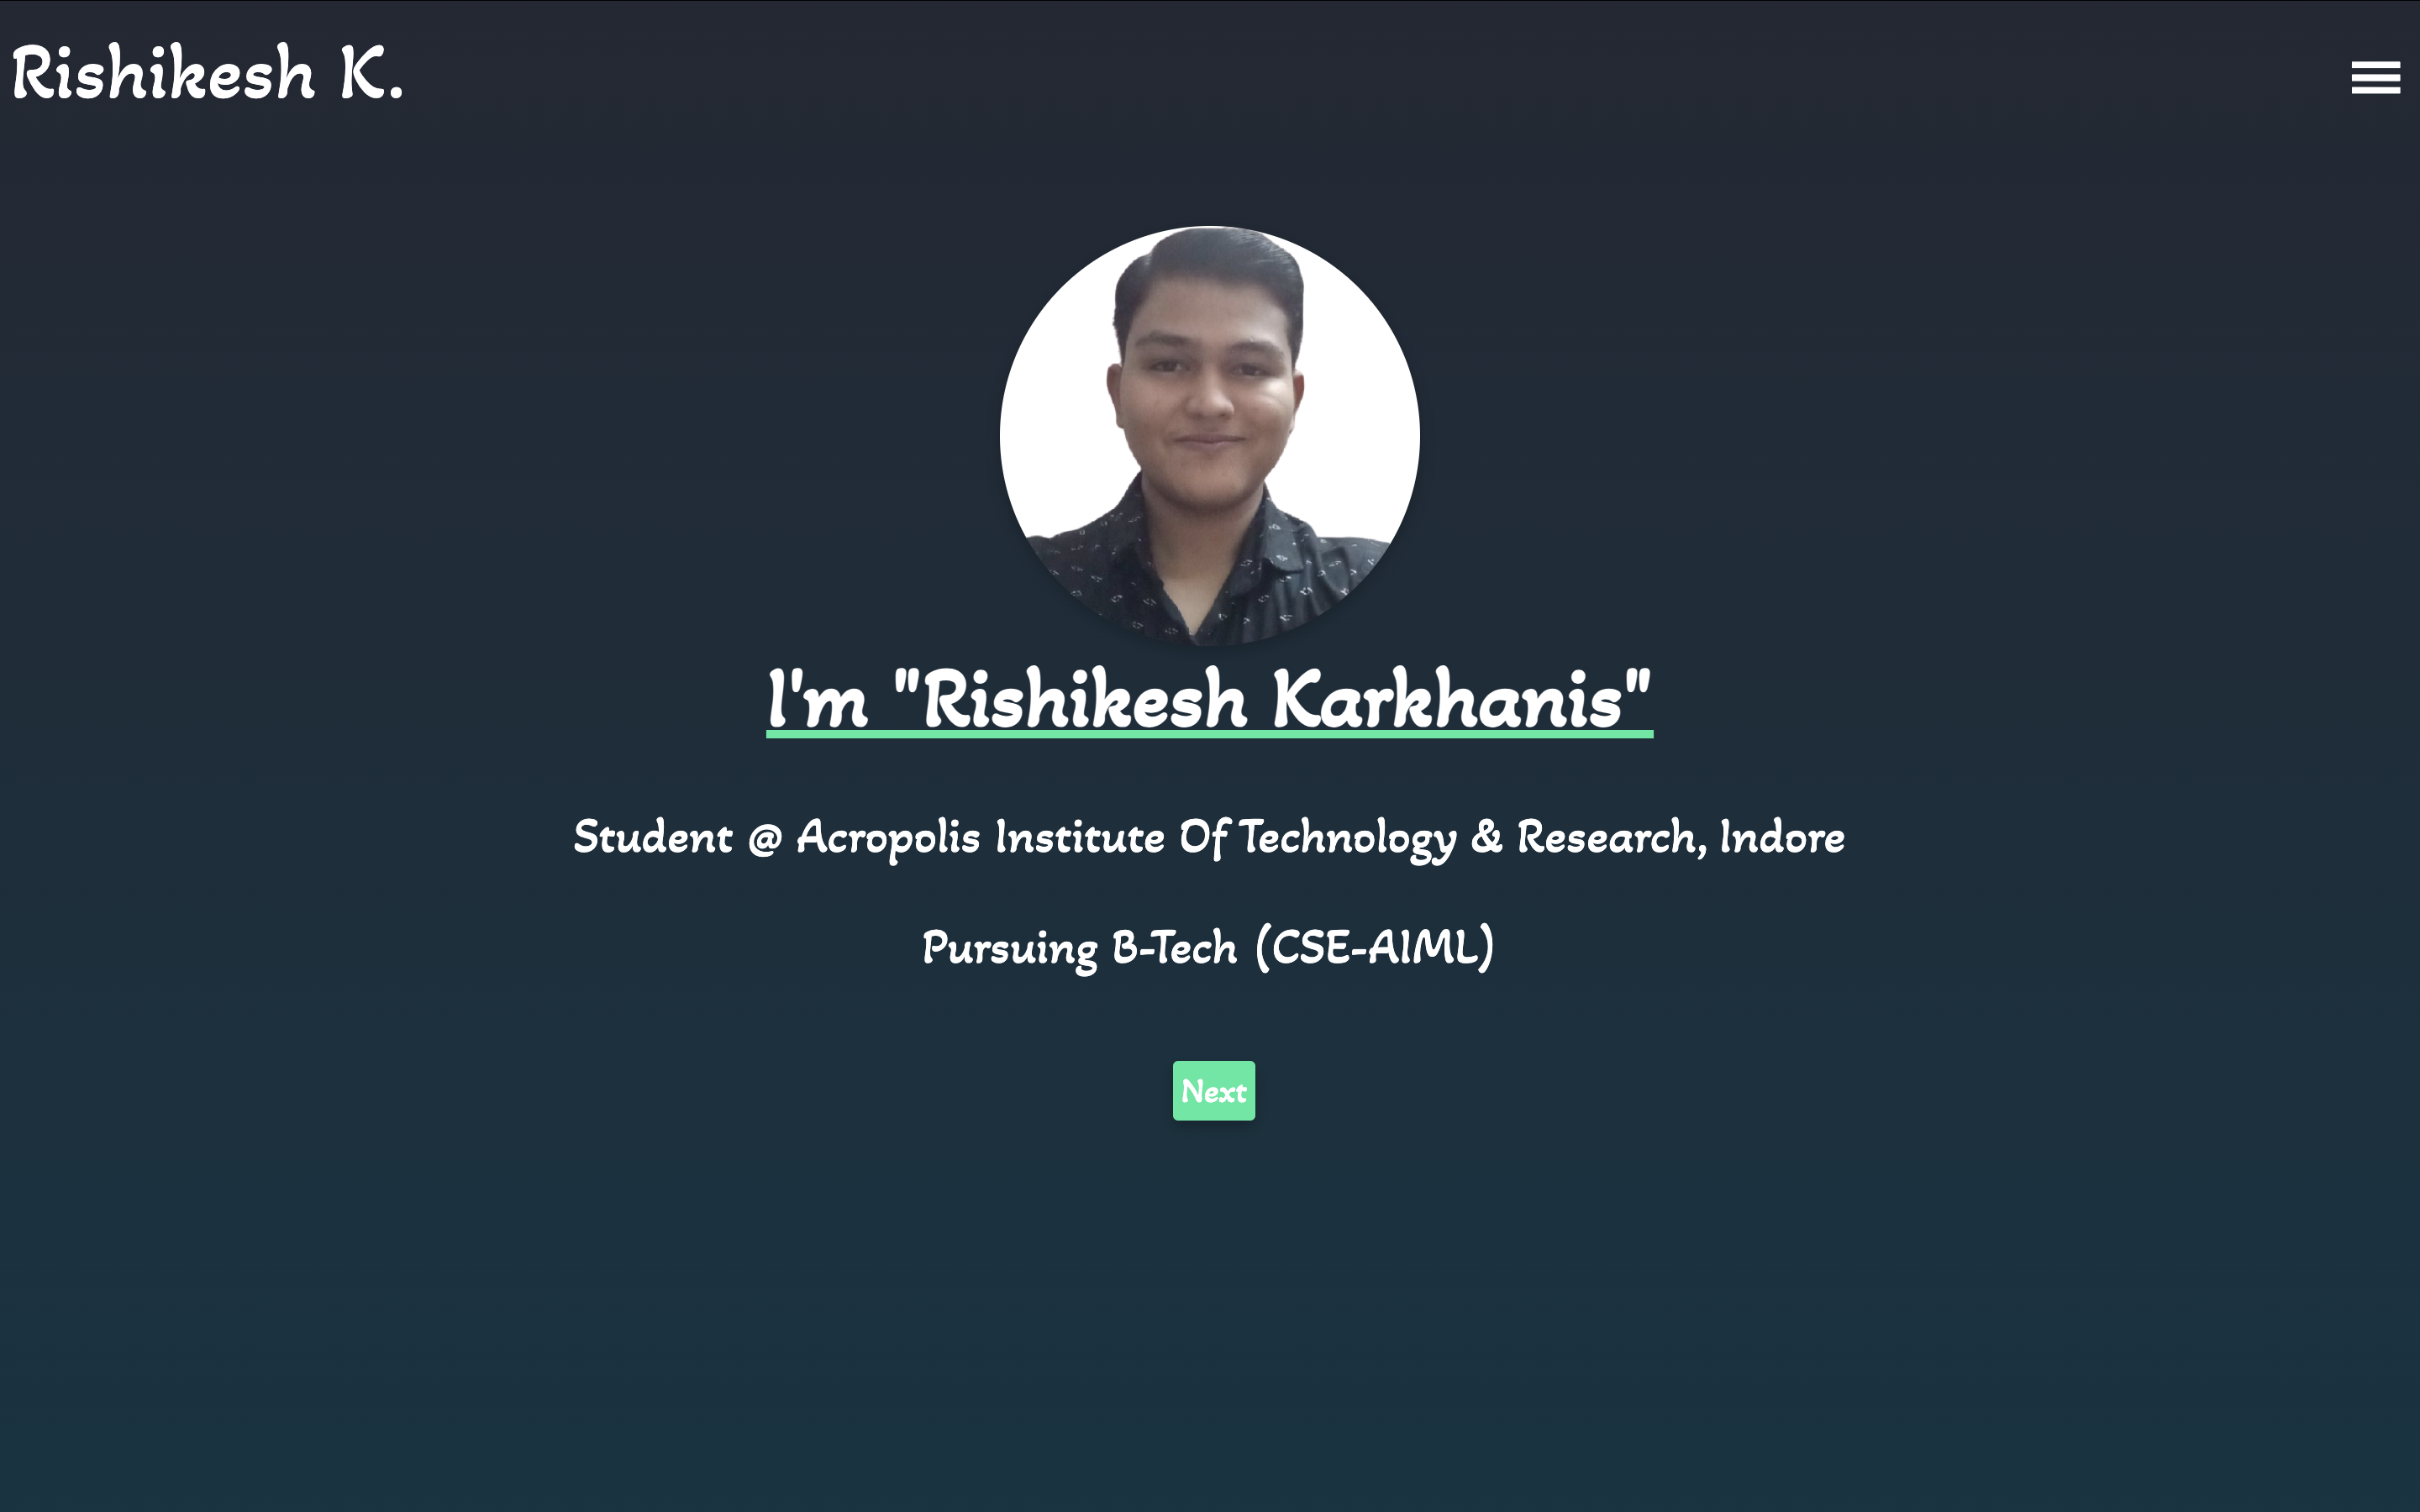 Rishikesh K.
I'm "Rishikesh Karkhanis"
Student @ Acropolis Institute Of Technology & Research, Indore
Pursuing B-Tech (CSE-AIML)
Next